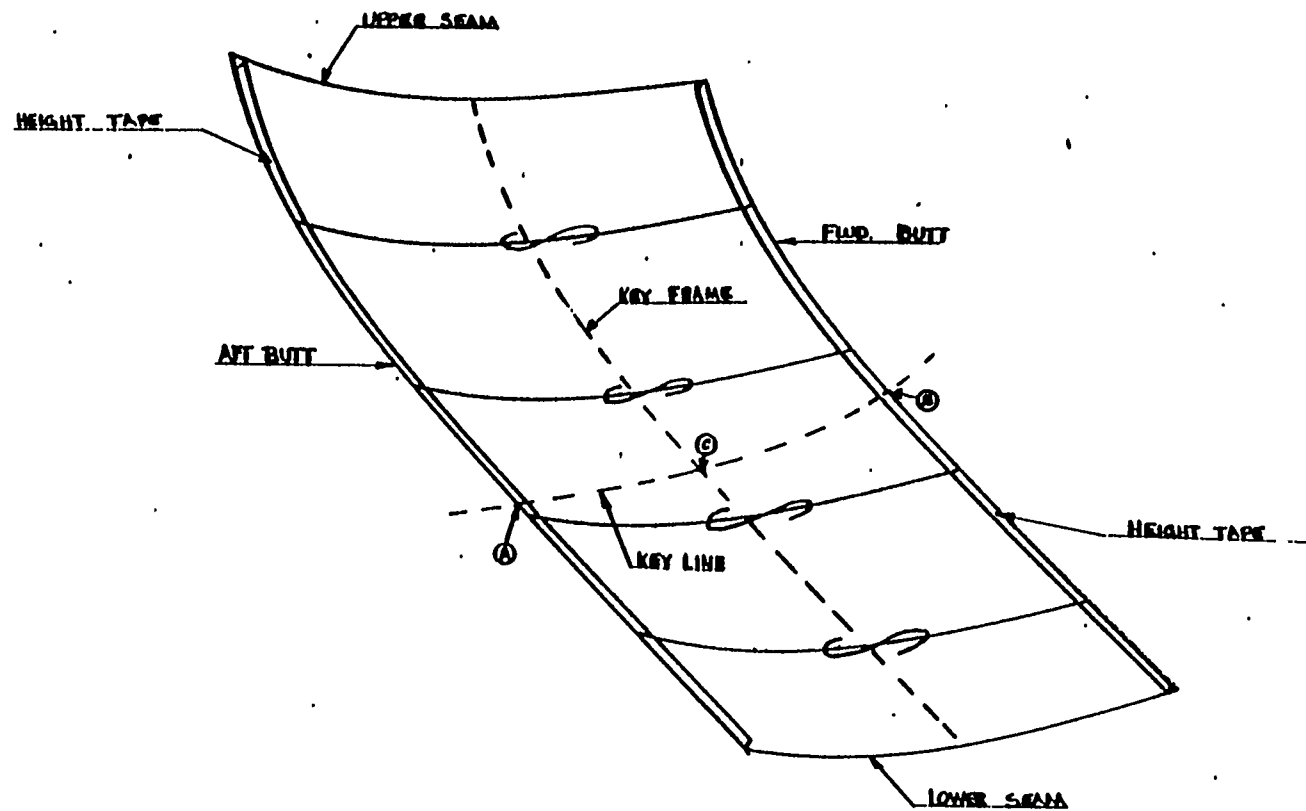 UPPER SEAM
HEIGHT TAPE
FWD. BUTT
KEY FRAME
AFT BUTT
B
C
A
KEY LINE
HEIGHT TAPE
LOWER SEAM